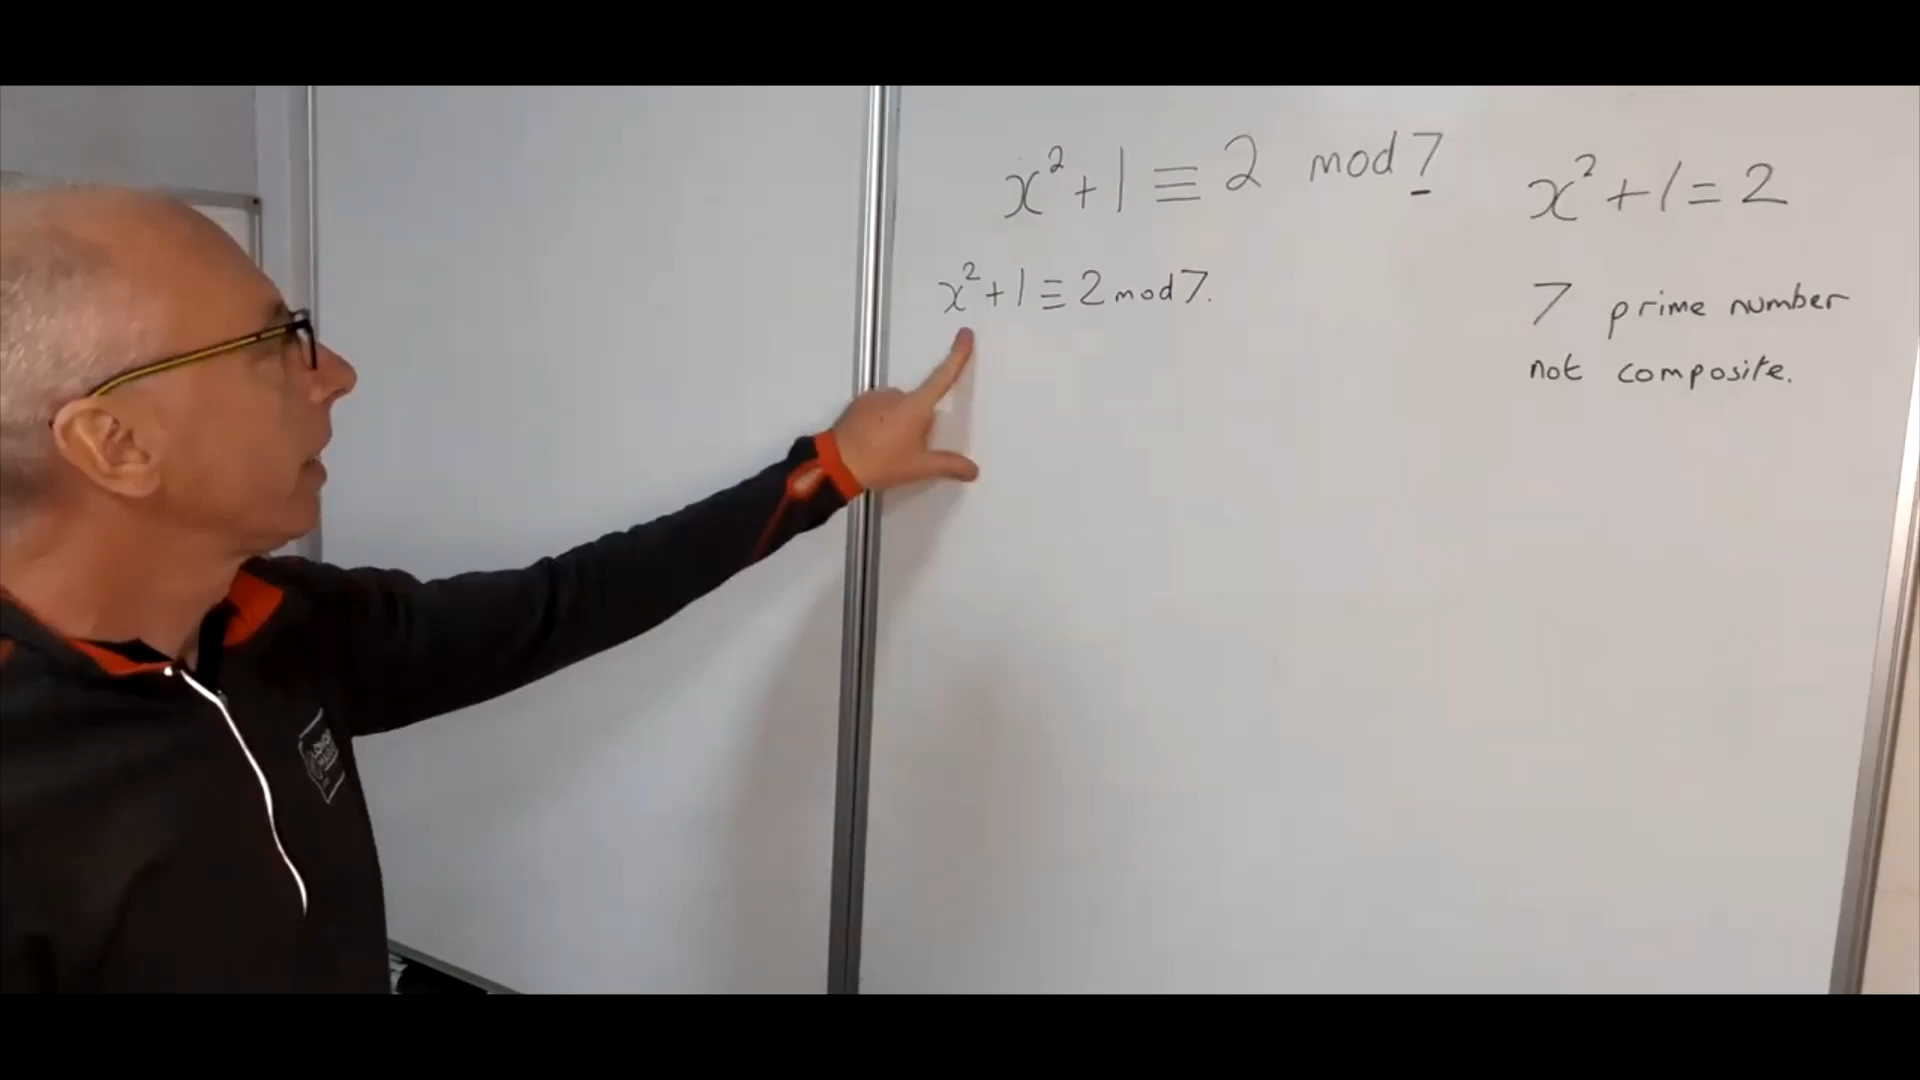 x²+1≡2 mod 7
x²+1≡2 mod 7.
x²+1=2
7 prime number
not composite.